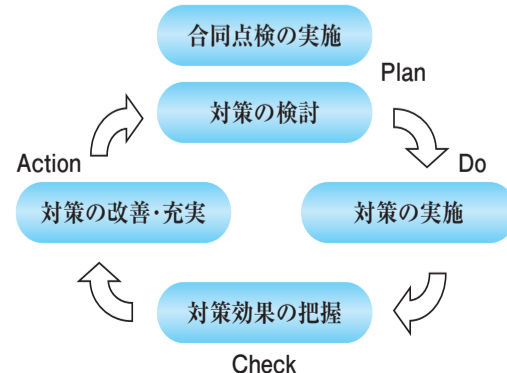 合同点検の実施
Plan
対策の検討
Action
Do
対策の改善・充実
対策の実施
対策効果の把握
Check